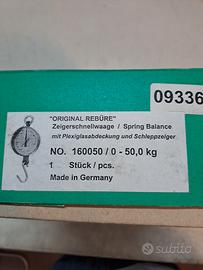 09336
"ORIGINAL REBÜRE"
Zeigerschnellwaage / Spring Balance
mit Plexiglasabdeckung und Schleppzeiger
NO. 160050 / 0 - 50,0 kg
1 Stück / pcs.
Made in Germany
subito